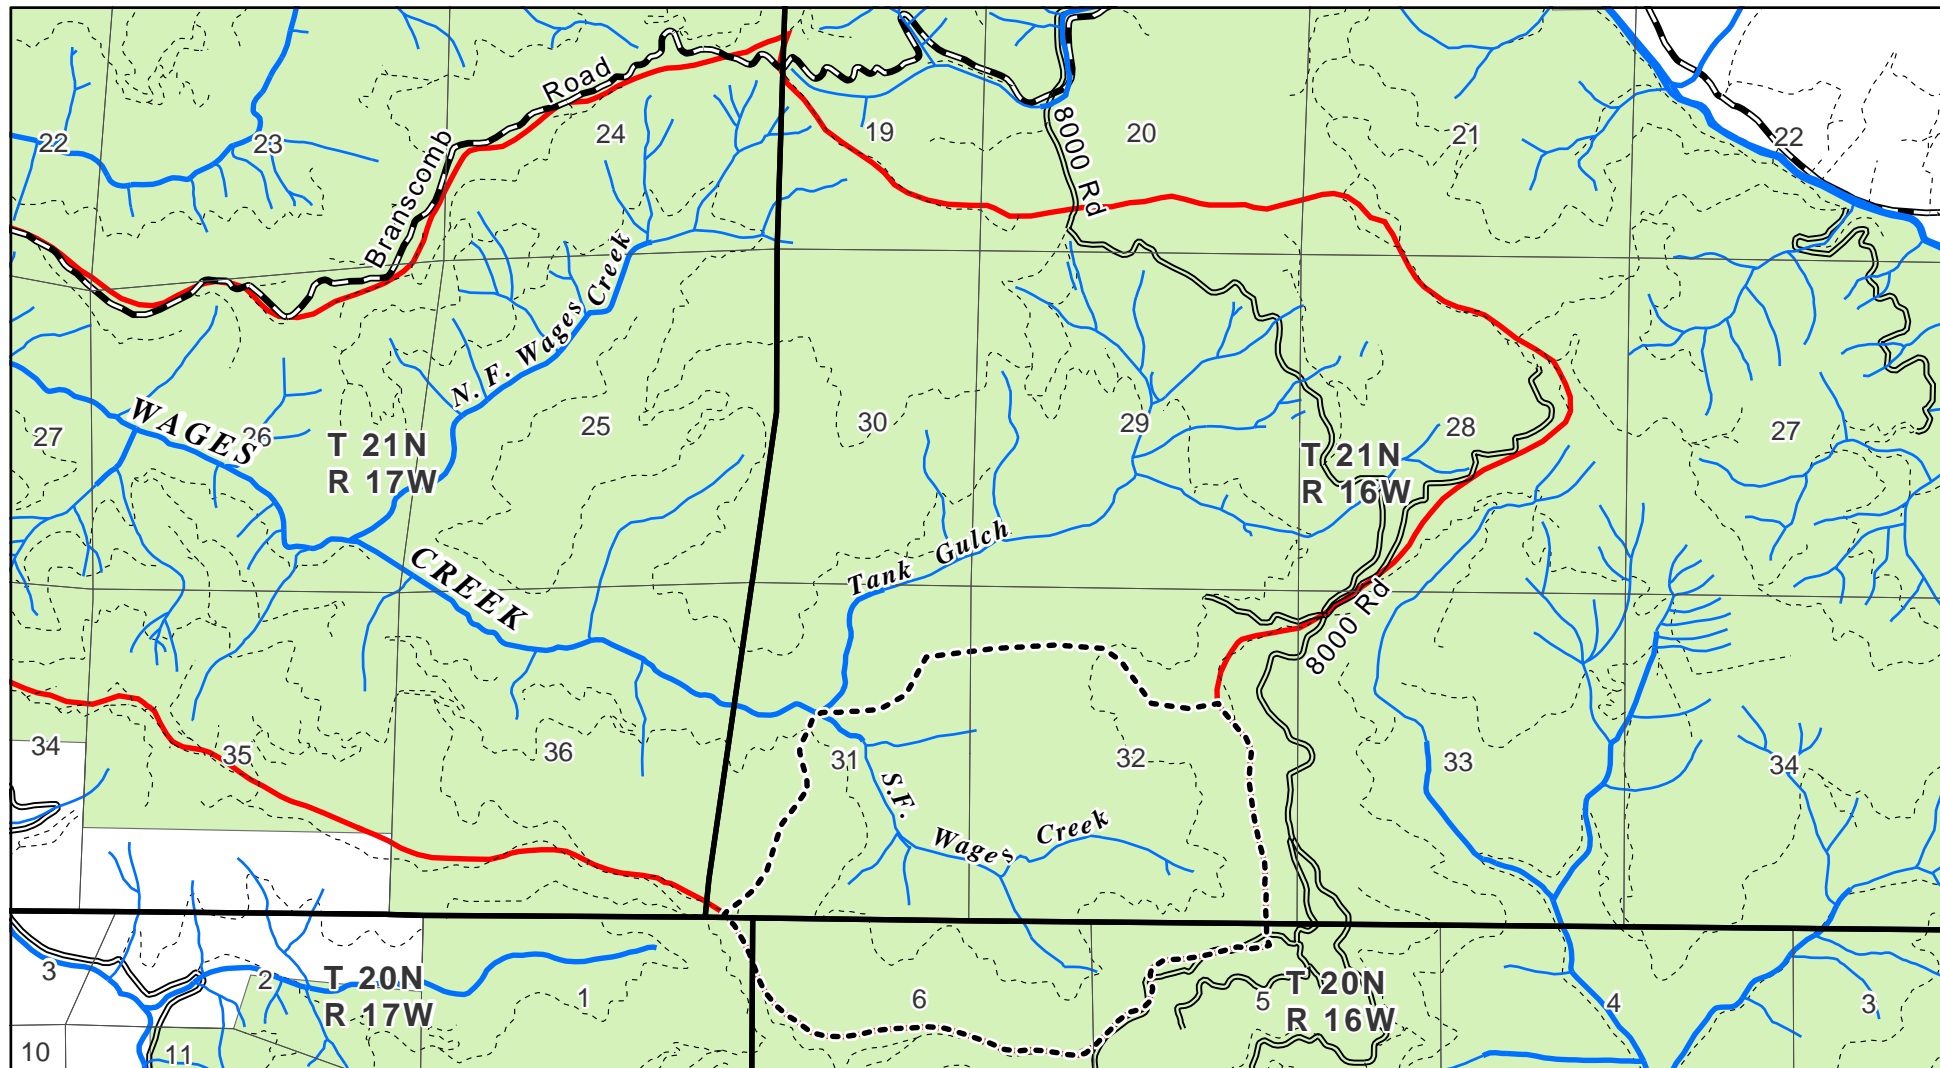 Road
Branscomb
8000 Rd
22
23
24
19
20
21
22
N. F. Wages Creek
27
WAGES
26
T 21N
R 17W
25
30
29
T 21N
R 16W
28
27
CREEK
Tank Gulch
8000 Rd
34
35
36
31
32
33
34
S.F.
Wages Creek
3
2
T 20N
R 17W
1
6
5
T 20N
R 16W
4
3
10
11